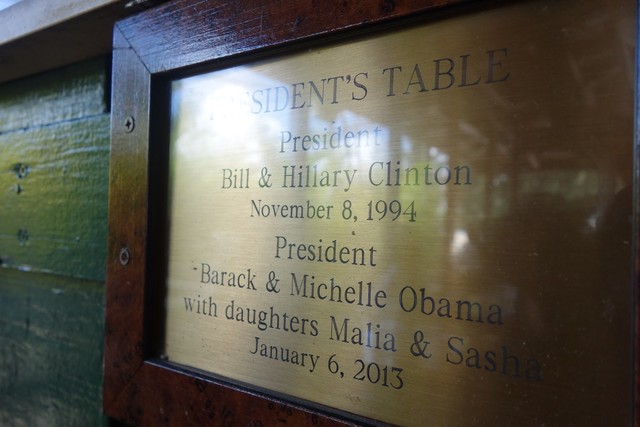 PRESIDENT'S TABLE
President
Bill & Hillary Clinton
November 8, 1994
President
Barack & Michelle Obama
with daughters Malia & Sasha
January 6, 2013